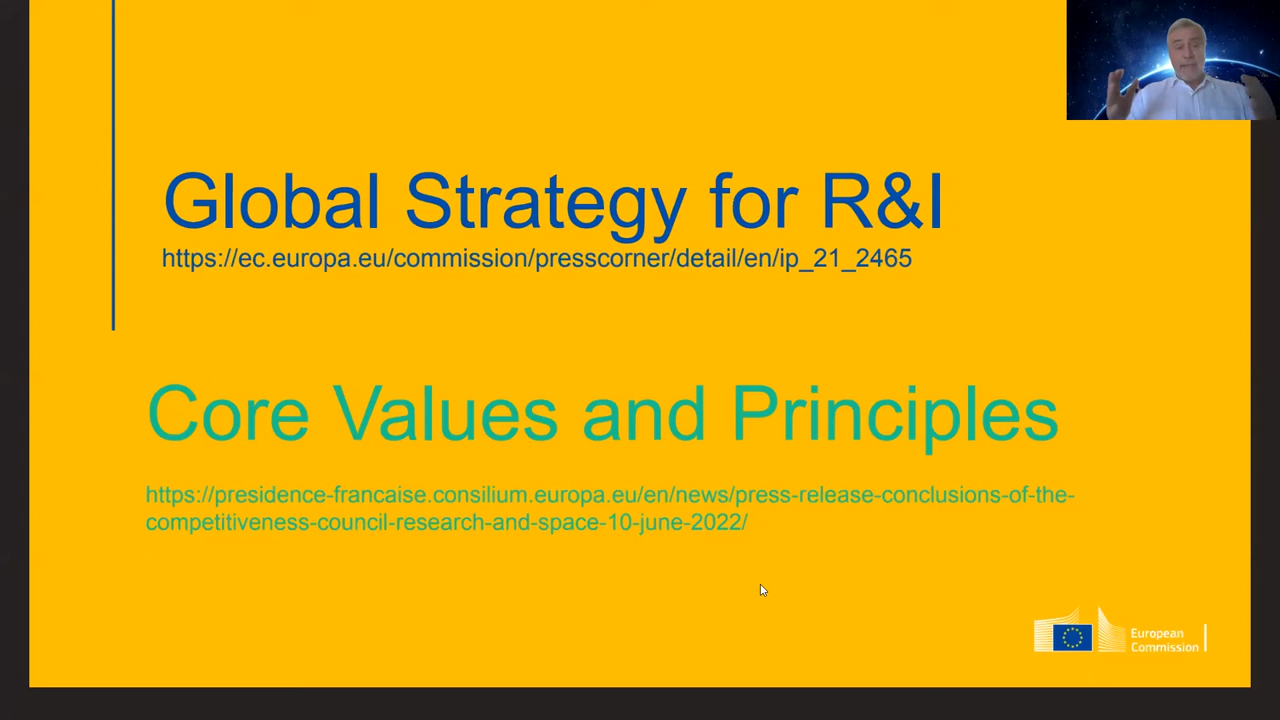 Global Strategy for R&I
https://ec.europa.eu/commission/presscorner/detail/en/ip_21_2465
Core Values and Principles
https://presidence-francaise.consilium.europa.eu/en/news/press-release-conclusions-of-the-
competitiveness-council-research-and-space-10-june-2022/
European
Commission